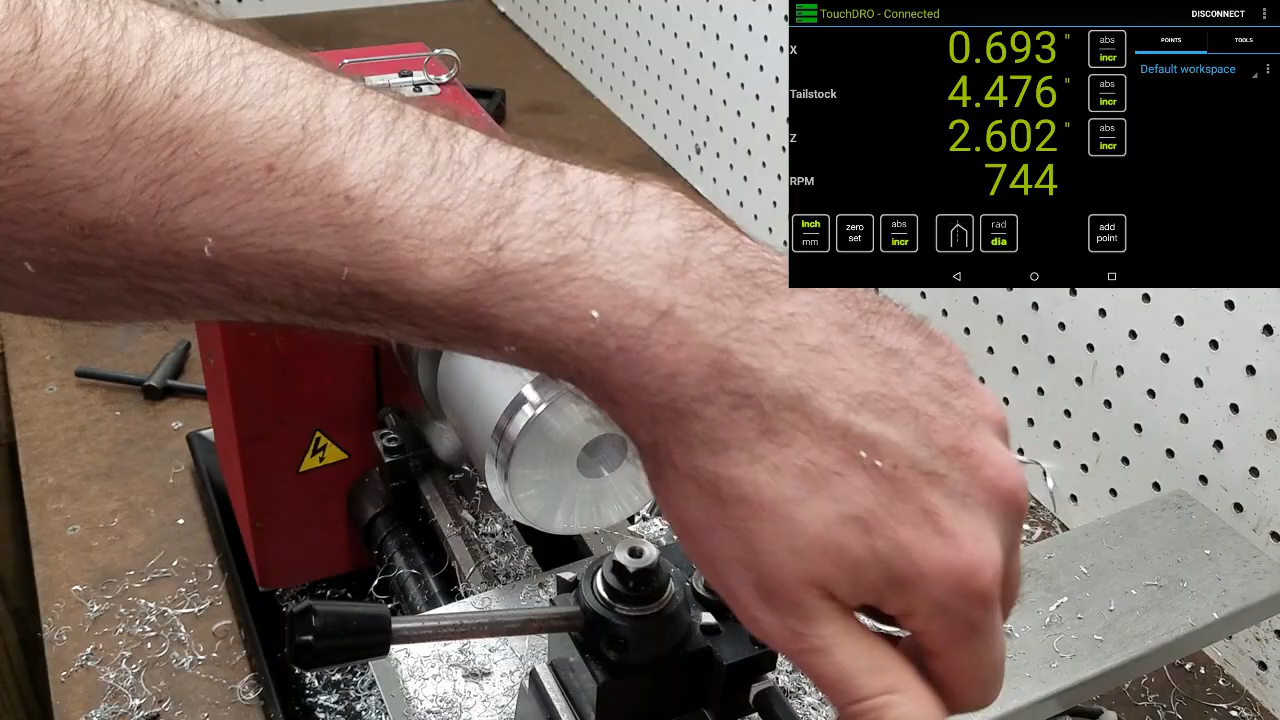 TouchDRO - Connected
DISCONNECT
X
0.693"
abs
incr
POINTS
TOOLS
Default workspace
Tailstock
4.476"
abs
incr
Z
2.602"
abs
incr
RPM
744
inch
mm
zero
set
abs
incr
rad
dia
add
point